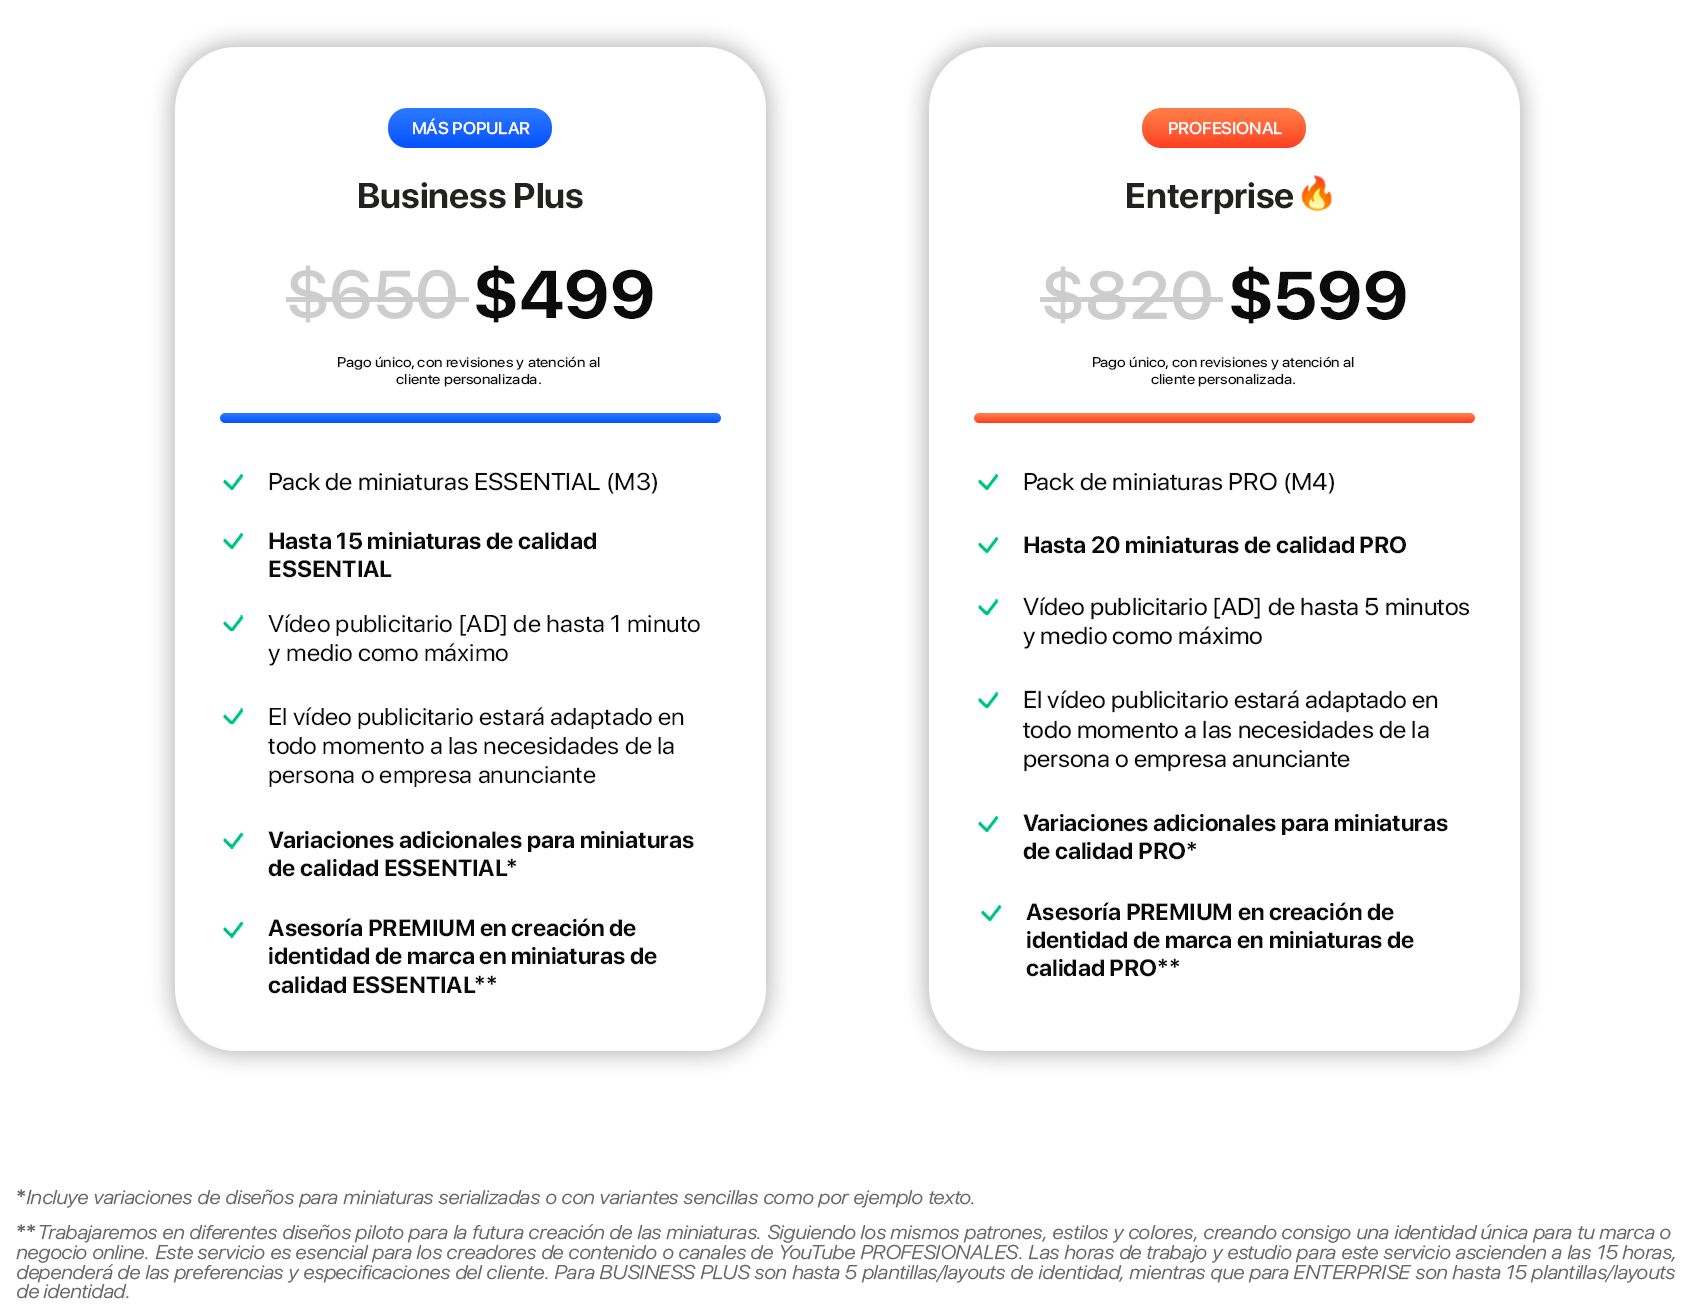 MÁS POPULAR
Business Plus
$650 $499
Pago único, con revisiones y atención al
cliente personalizada.
Pack de miniaturas ESSENTIAL (M3)
Hasta 15 miniaturas de calidad
ESSENTIAL
Vídeo publicitario [AD] de hasta 1 minuto
y medio como máximo
El vídeo publicitario estará adaptado en
todo momento a las necesidades de la
persona o empresa anunciante
Variaciones adicionales para miniaturas
de calidad ESSENTIAL*
Asesoría PREMIUM en creación de
identidad de marca en miniaturas de
calidad ESSENTIAL**
PROFESIONAL
Enterprise🔥
$820 $599
Pago único, con revisiones y atención al
cliente personalizada.
Pack de miniaturas PRO (M4)
Hasta 20 miniaturas de calidad PRO
Vídeo publicitario [AD] de hasta 5 minutos
y medio como máximo
El vídeo publicitario estará adaptado en
todo momento a las necesidades de la
persona o empresa anunciante
Variaciones adicionales para miniaturas
de calidad PRO*
Asesoría PREMIUM en creación de
identidad de marca en miniaturas de
calidad PRO**
*Incluye variaciones de diseños para miniaturas serializadas o con variantes sencillas como por ejemplo texto.
**Trabajaremos en diferentes diseños piloto para la futura creación de las miniaturas. Siguiendo los mismos patrones, estilos y colores, creando consigo una identidad única para tu marca o
negocio online. Este servicio es esencial para los creadores de contenido o canales de YouTube PROFESIONALES. Las horas de trabajo y estudio para este servicio ascienden a las 15 horas,
dependerá de las preferencias y especificaciones del cliente. Para BUSINESS PLUS son hasta 5 plantillas/layouts de identidad, mientras que para ENTERPRISE son hasta 15 plantillas/layouts
de identidad.